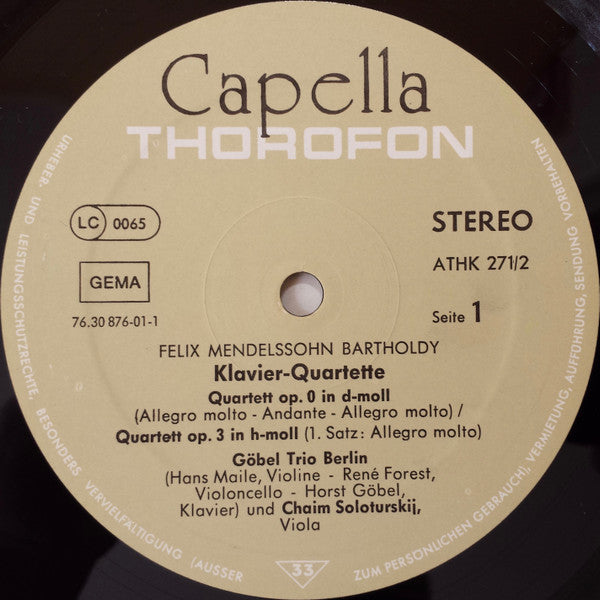 Capella
THOROFON
LC 0065
STEREO
GEMA
ATHK 271/2
76.30 876-01-1
Seite 1
FELIX MENDELSSOHN BARTHOLDY
Klavier-Quartette
Quartett op. 0 in d-moll
(Allegro molto - Andante - Allegro molto) /
Quartett op. 3 in h-moll (1. Satz: Allegro molto)
Göbel Trio Berlin
(Hans Maile, Violine - René Forest,
Violoncello - Horst Göbel,
Klavier) und Chaim Soloturskij,
Viola
33
URHEBER- UND LEISTUNGSSCHUTZRECHTE, BESONDERS VERVIELFÄLTIGUNG (AUSSER ZUM PERSÖNLICHEN GEBRAUCH), VERMIETUNG, AUFFÜHRUNG, SENDUNG VORBEHALTEN